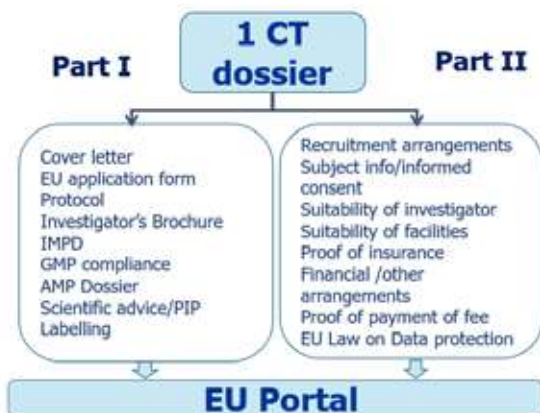 1 CT
dossier
Part I
Part II
Cover letter
EU application form
Protocol
Investigator's Brochure
IMPD
GMP compliance
AMP Dossier
Scientific advice/PIP
Labelling
Recruitment arrangements
Subject info/informed
consent
Suitability of investigator
Suitability of facilities
Proof of insurance
Financial /other
arrangements
Proof of payment of fee
EU Law on Data protection
EU Portal